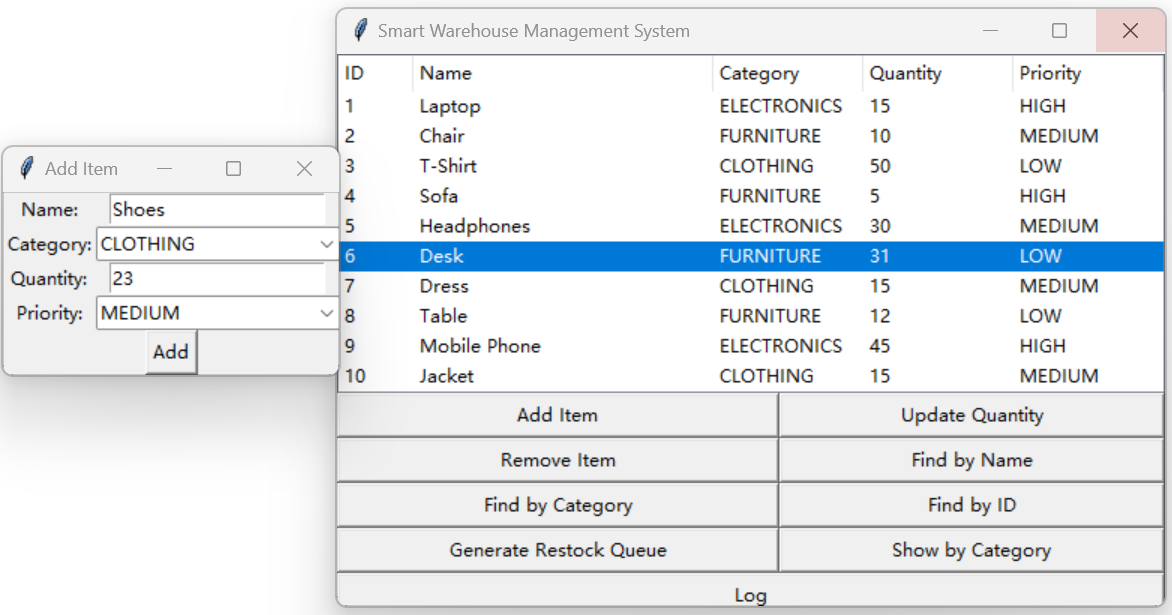 Smart Warehouse Management System
ID Name Category Quantity Priority
1 Laptop ELECTRONICS 15 HIGH
2 Chair FURNITURE 10 MEDIUM
3 T-Shirt CLOTHING 50 LOW
4 Sofa FURNITURE 5 HIGH
5 Headphones ELECTRONICS 30 MEDIUM
6 Desk FURNITURE 31 LOW
7 Dress CLOTHING 15 MEDIUM
8 Table FURNITURE 12 LOW
9 Mobile Phone ELECTRONICS 45 HIGH
10 Jacket CLOTHING 15 MEDIUM
Add Item Update Quantity
Remove Item Find by Name
Find by Category Find by ID
Generate Restock Queue Show by Category
Log
Add Item
Name: Shoes
Category: CLOTHING
Quantity: 23
Priority: MEDIUM
Add